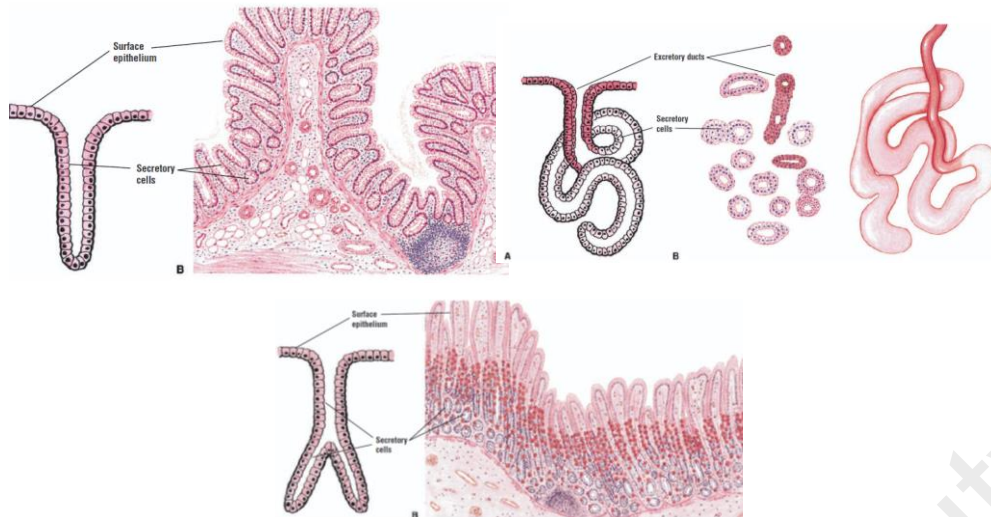 Surface
epithelium
Secretory
cells
B
Excretory ducts
Secretory
cells
A
B
Surface
epithelium
Secretory
cells
B